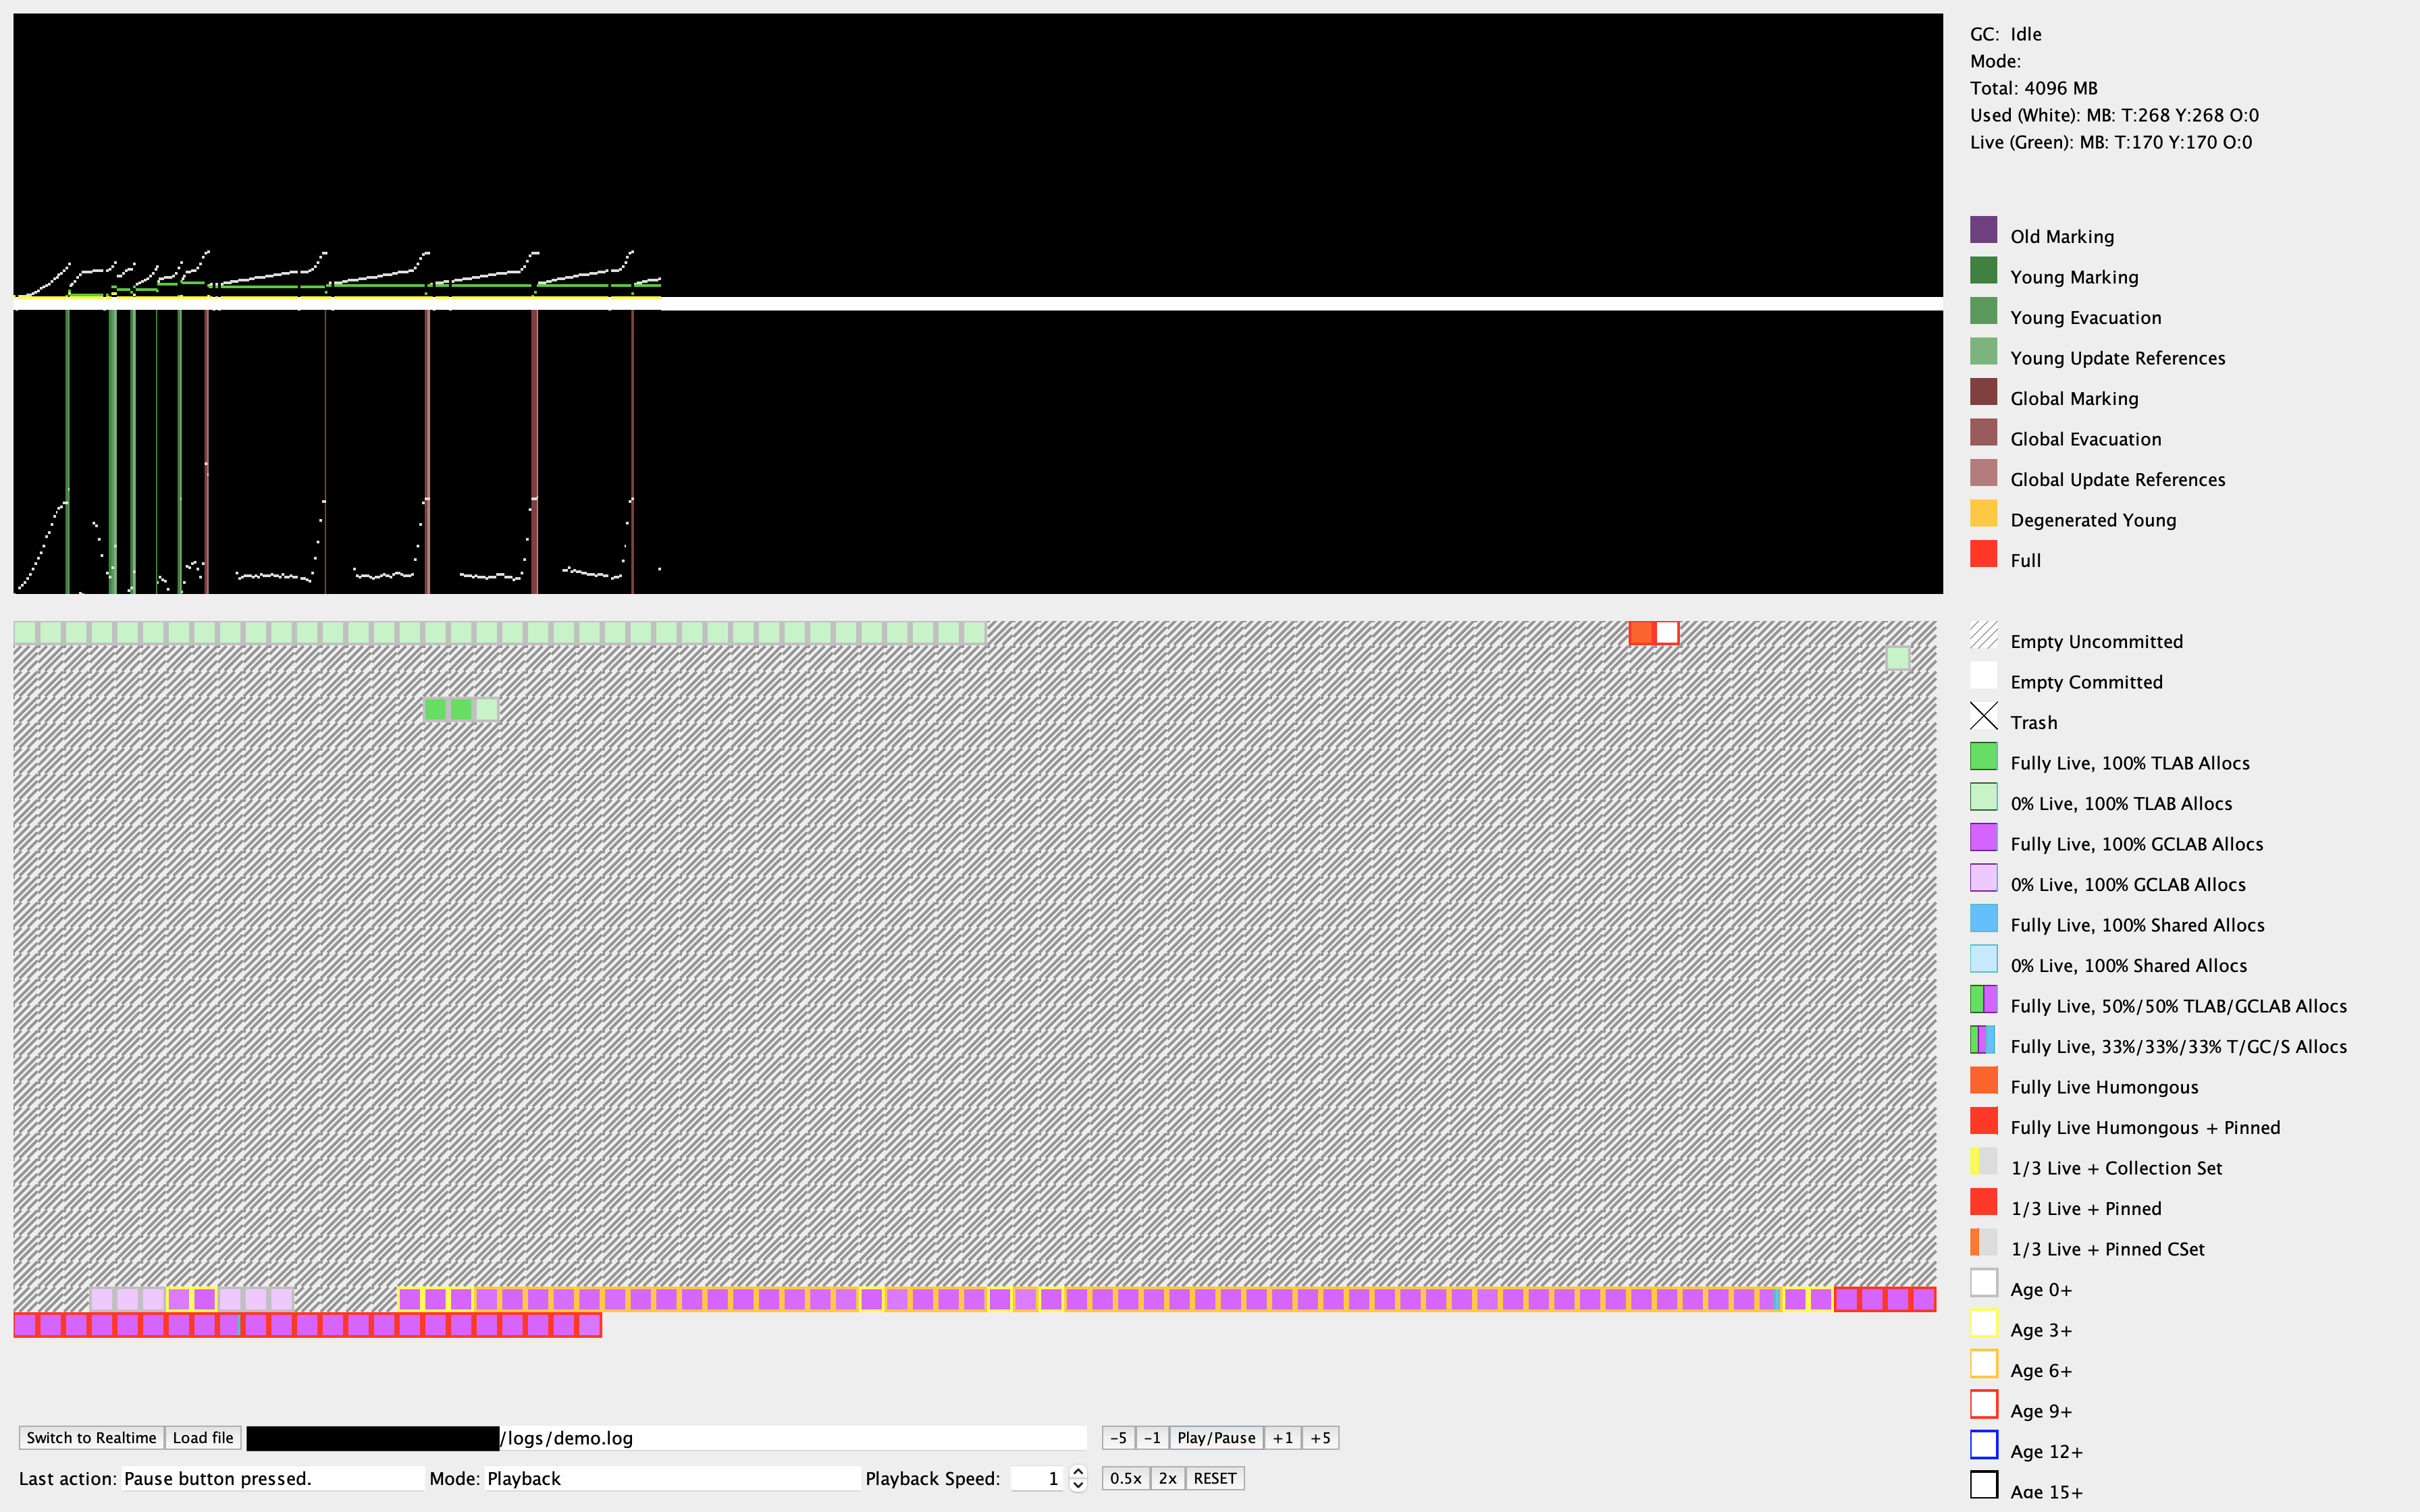 GC: Idle
Mode:
Total: 4096 MB
Used (White): MB: T:268 Y:268 O:0
Live (Green): MB: T:170 Y:170 O:0
Old Marking
Young Marking
Young Evacuation
Young Update References
Global Marking
Global Evacuation
Global Update References
Degenerated Young
Full
Empty Uncommitted
Empty Committed
Trash
Fully Live, 100% TLAB Allocs
0% Live, 100% TLAB Allocs
Fully Live, 100% GCLAB Allocs
0% Live, 100% GCLAB Allocs
Fully Live, 100% Shared Allocs
0% Live, 100% Shared Allocs
Fully Live, 50%/50% TLAB/GCLAB Allocs
Fully Live, 33%/33%/33% T/GC/S Allocs
Fully Live Humongous
Fully Live Humongous + Pinned
1/3 Live + Collection Set
1/3 Live + Pinned
1/3 Live + Pinned CSet
Age 0+
Age 3+
Age 6+
Age 9+
Age 12+
Age 15+
Switch to Realtime Load file /logs/demo.log -5 -1 Play/Pause +1 +5
Last action: Pause button pressed. Mode: Playback Playback Speed: 1 0.5x 2x RESET